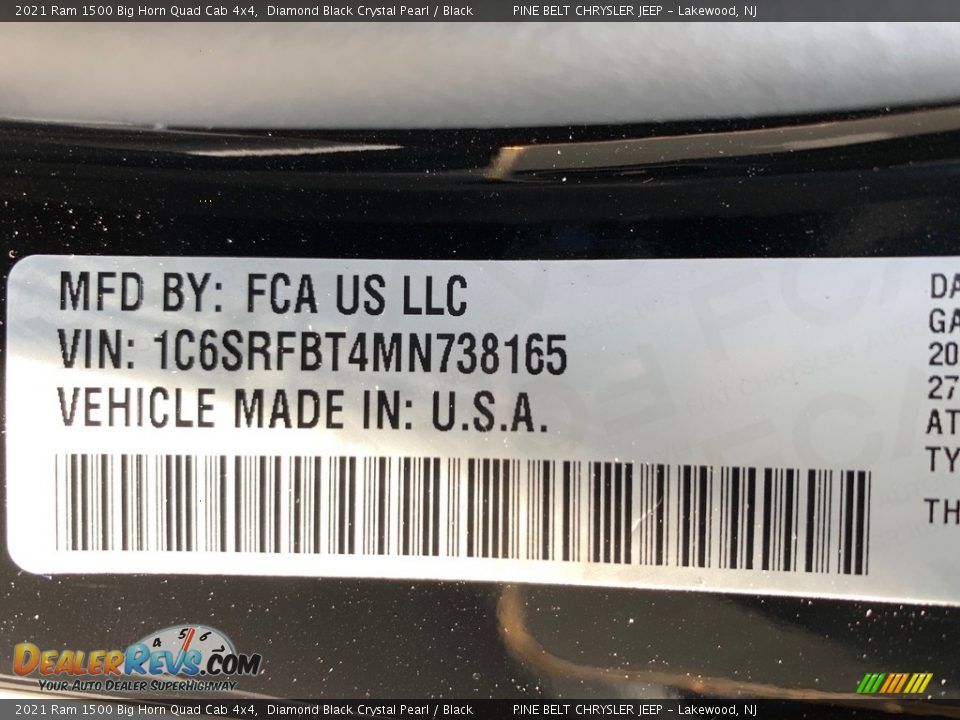 2021 Ram 1500 Big Horn Quad Cab 4x4, Diamond Black Crystal Pearl / Black PINE BELT CHRYSLER JEEP – Lakewood, NJ
MFD BY: FCA US LLC
VIN: 1C6SRFBT4MN738165
VEHICLE MADE IN: U.S.A.
DA
GA
20
27
AT
TY
TH
4 5 6
DEALERREVS.COM
YOUR AUTO DEALER SUPERHIGHWAY
2021 Ram 1500 Big Horn Quad Cab 4x4, Diamond Black Crystal Pearl / Black PINE BELT CHRYSLER JEEP – Lakewood, NJ